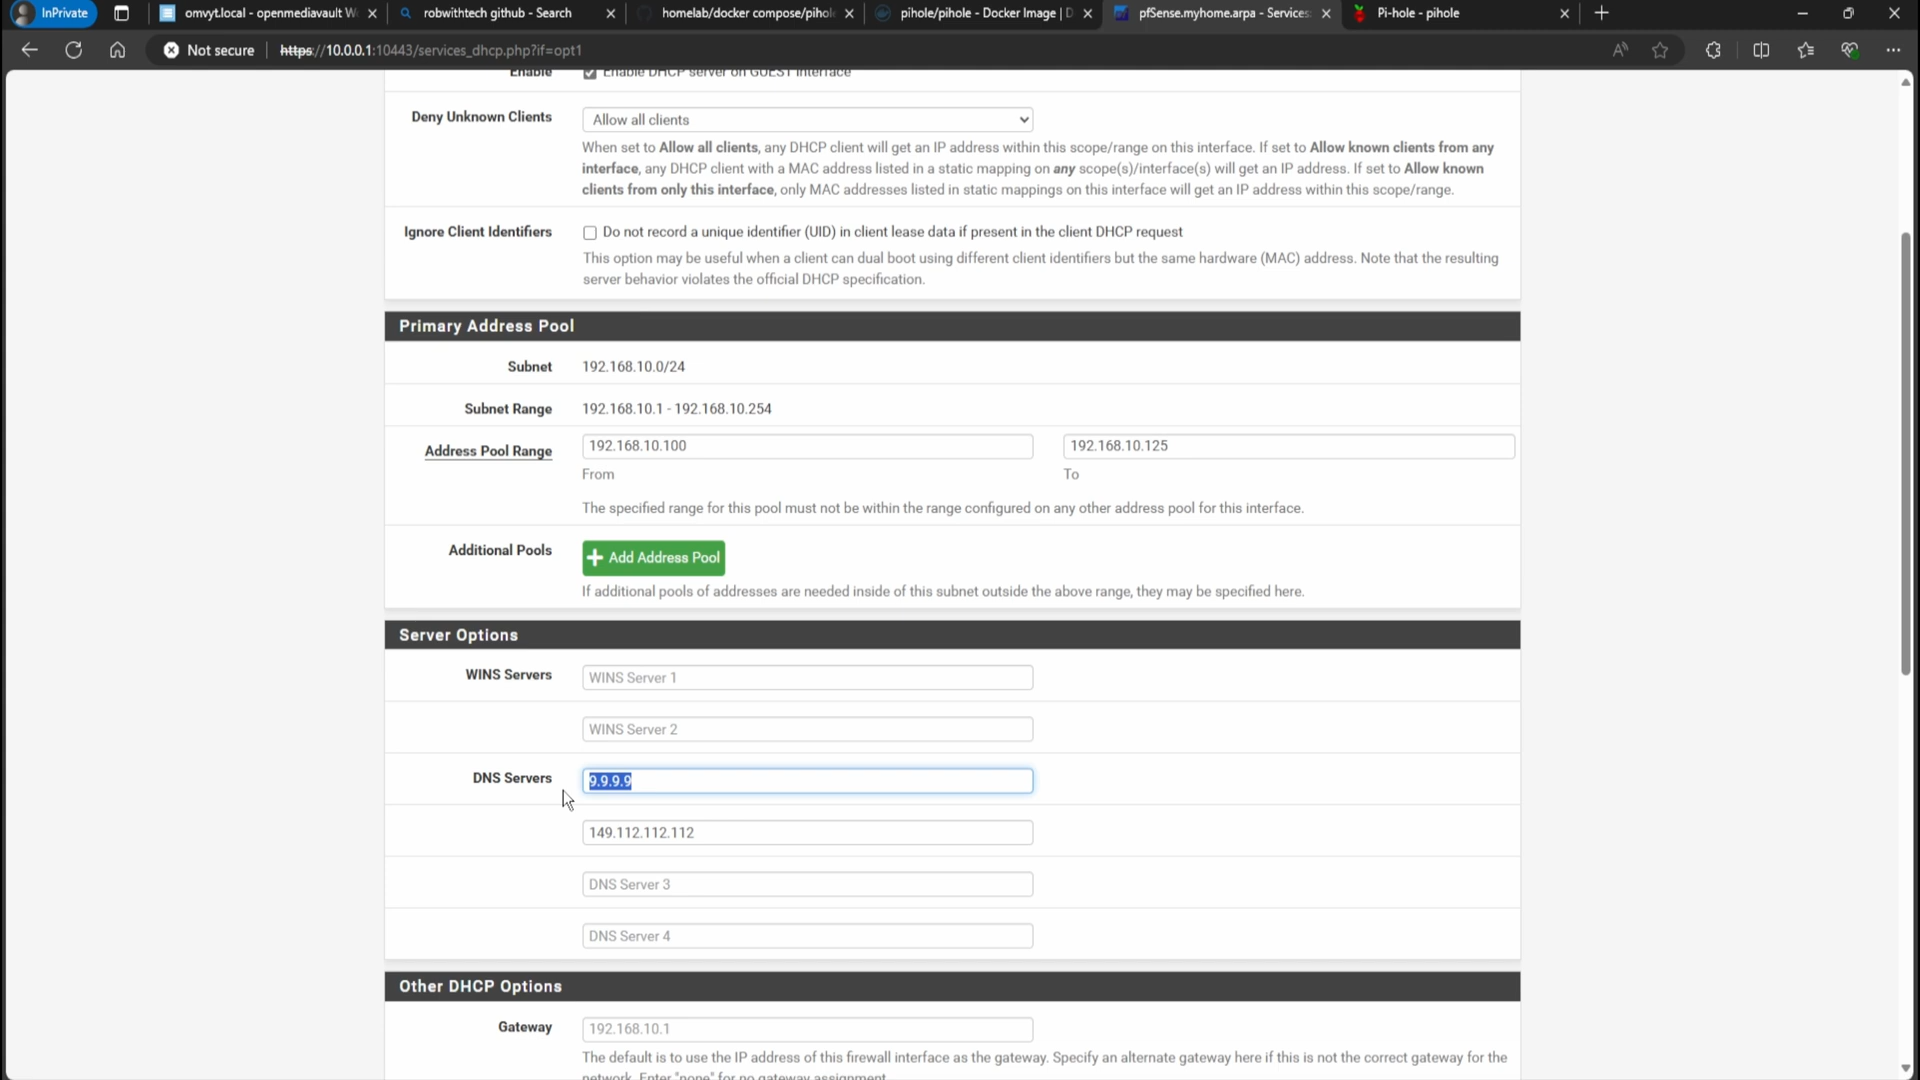 InPrivate
omvyt.local - openmediavault W
robwithtech github - Search
homelab/docker compose/pihol
pihole/pihole - Docker Image | D
pfSense.myhome.arpa - Services:
Pi-hole - pihole
Not secure
https://10.0.0.1:10443/services_dhcp.php?if=opt1
Enable
Enable DHCP server on GUEST interface
Deny Unknown Clients
Allow all clients
When set to Allow all clients, any DHCP client will get an IP address within this scope/range on this interface. If set to Allow known clients from any
interface, any DHCP client with a MAC address listed in a static mapping on any scope(s)/interface(s) will get an IP address. If set to Allow known
clients from only this interface, only MAC addresses listed in static mappings on this interface will get an IP address within this scope/range.
Ignore Client Identifiers
Do not record a unique identifier (UID) in client lease data if present in the client DHCP request
This option may be useful when a client can dual boot using different client identifiers but the same hardware (MAC) address. Note that the resulting
server behavior violates the official DHCP specification.
Primary Address Pool
Subnet
192.168.10.0/24
Subnet Range
192.168.10.1 - 192.168.10.254
Address Pool Range
192.168.10.100
192.168.10.125
From
To
The specified range for this pool must not be within the range configured on any other address pool for this interface.
Additional Pools
Add Address Pool
If additional pools of addresses are needed inside of this subnet outside the above range, they may be specified here.
Server Options
WINS Servers
WINS Server 1
WINS Server 2
DNS Servers
9.9.9.9
149.112.112.112
DNS Server 3
DNS Server 4
Other DHCP Options
Gateway
192.168.10.1
The default is to use the IP address of this firewall interface as the gateway. Specify an alternate gateway here if this is not the correct gateway for the
network. Enter "none" for no gateway assignment.